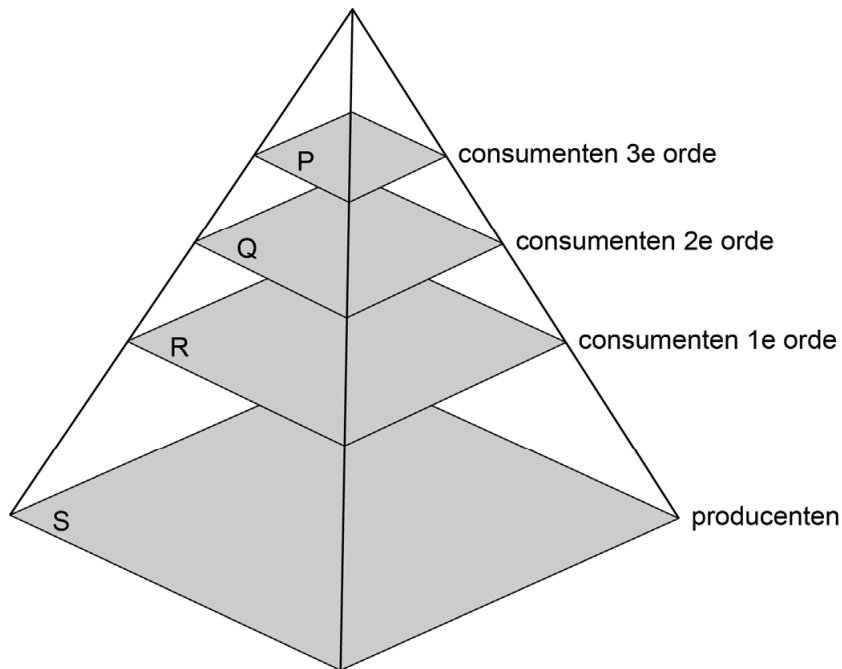 P
consumenten 3e orde
Q
consumenten 2e orde
R
consumenten 1e orde
S
producenten